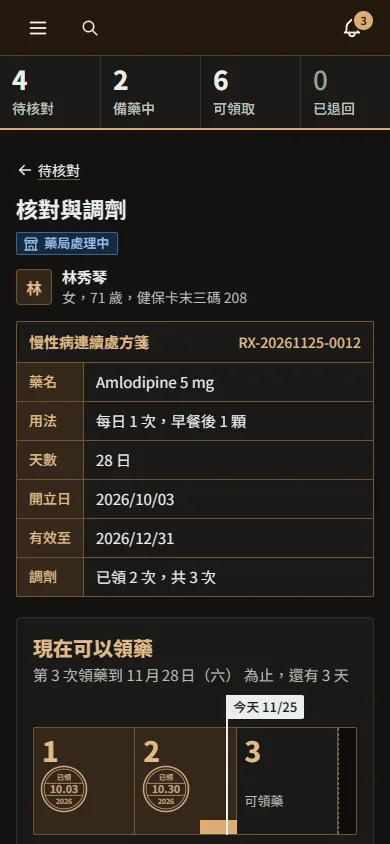 3
4 2 6 0
待核對 備藥中 可領取 已退回
← 待核對
核對與調劑
藥局處理中
林 林秀琴
女，71 歲，健保卡末三碼 208
慢性病連續處方箋 RX-20261125-0012
藥名 Amlodipine 5 mg
用法 每日 1 次，早餐後 1 顆
天數 28 日
開立日 2026/10/03
有效至 2026/12/31
調劑 已領 2 次，共 3 次
現在可以領藥
第 3 次領藥到 11月28日（六） 為止，還有 3 天
今天 11/25
1 2 3
已領 已領
10.03 10.30 可領藥
2026 2026